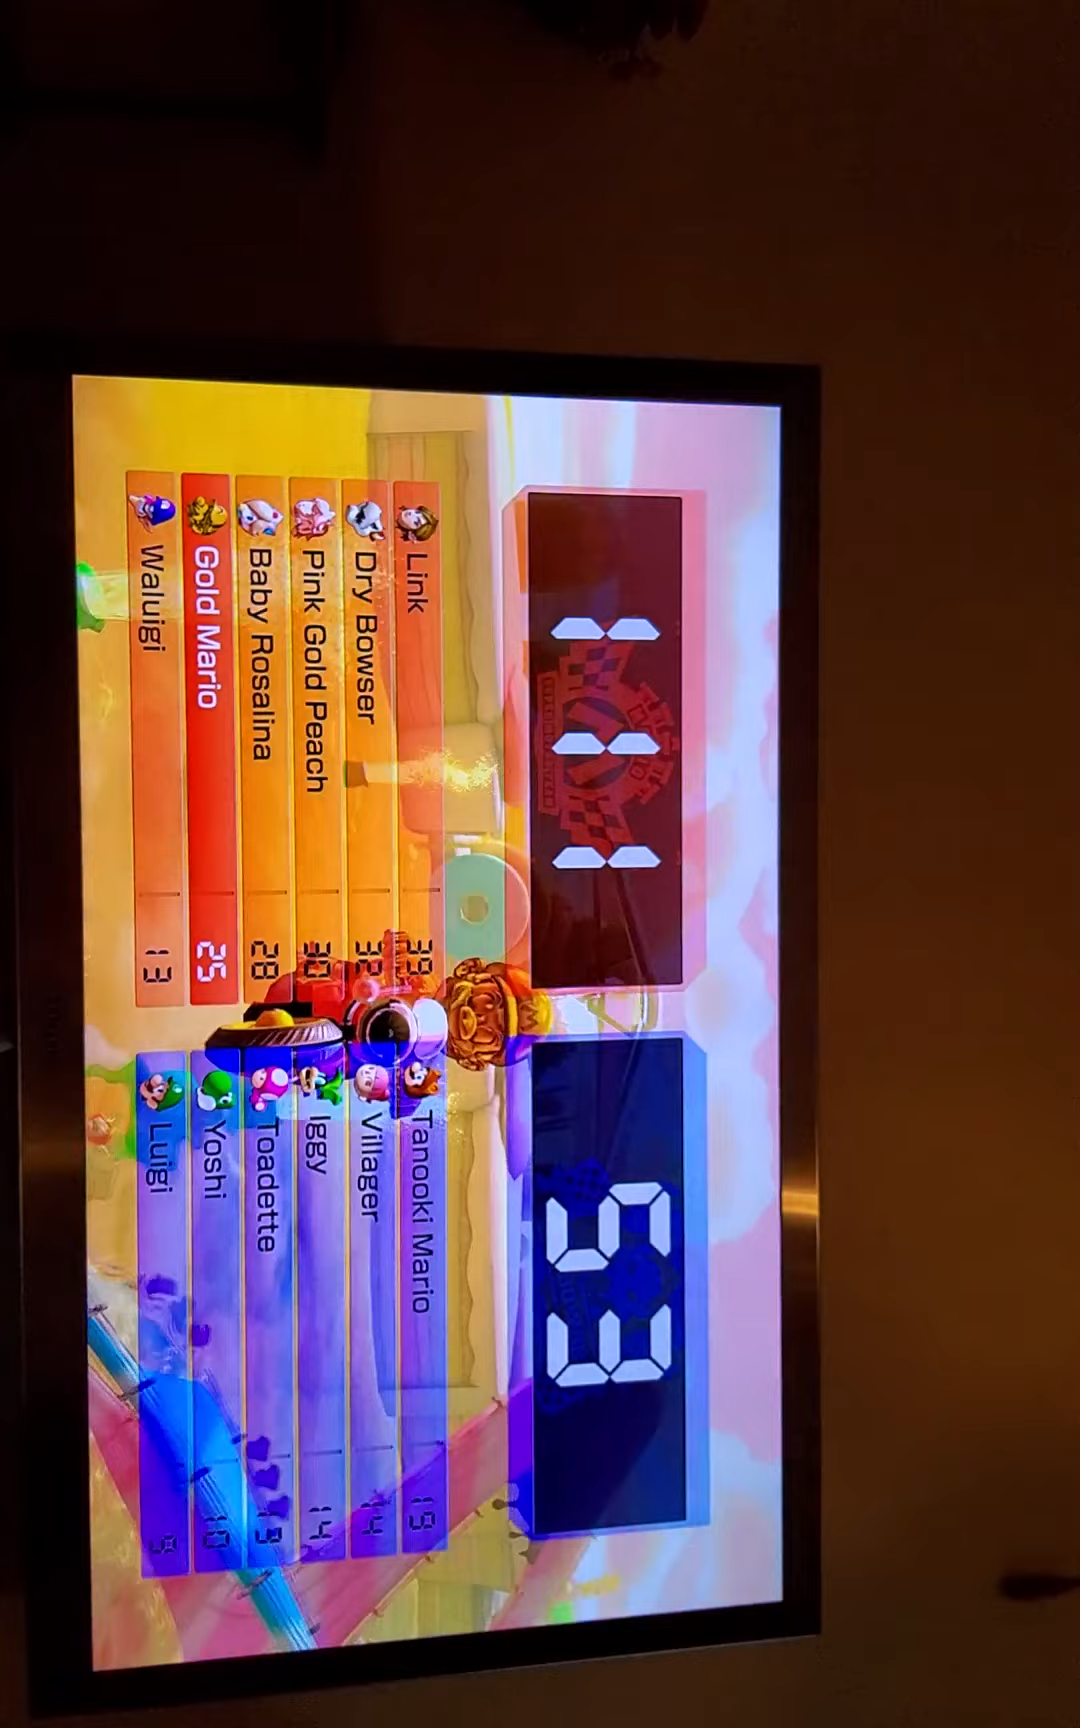 111 53
Link 39 Tanooki Mario 19
Dry Bowser 32 Villager 14
Pink Gold Peach 30 Iggy 14
Baby Rosalina 28 Toadette 13
Gold Mario 25 Yoshi 10
Waluigi 13 Luigi 9